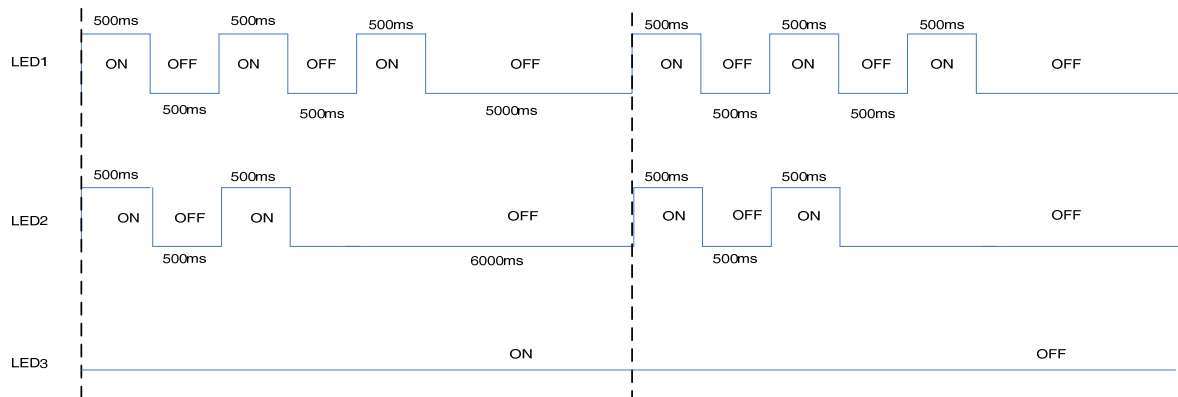 500ms 500ms 500ms 500ms 500ms 500ms
LED1 ON OFF ON OFF ON OFF ON OFF ON OFF ON OFF
500ms 500ms 5000ms 500ms 500ms
500ms 500ms 500ms 500ms
LED2 ON OFF ON OFF ON OFF ON OFF
500ms 6000ms 500ms
LED3 ON OFF